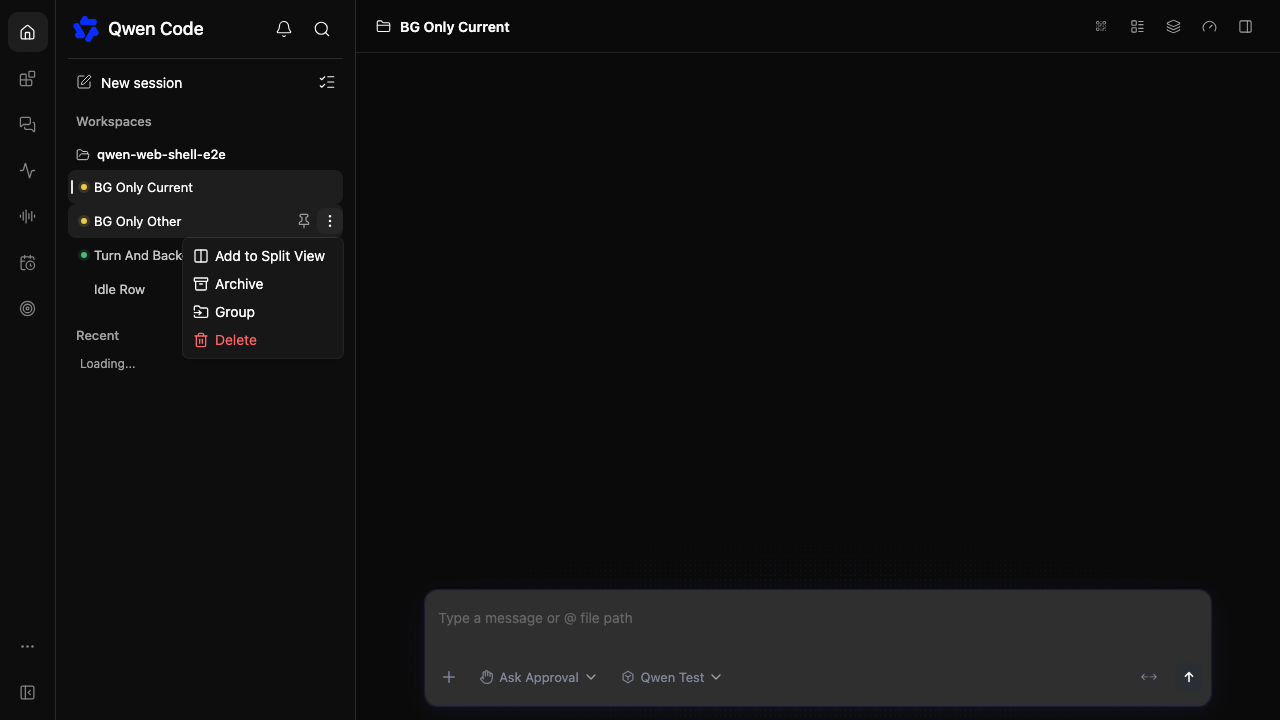 Qwen Code
BG Only Current
New session
Workspaces
qwen-web-shell-e2e
BG Only Current
BG Only Other
Turn And Back
Add to Split View
Archive
Idle Row
Group
Recent
Delete
Loading...
Type a message or @ file path
Ask Approval
Qwen Test